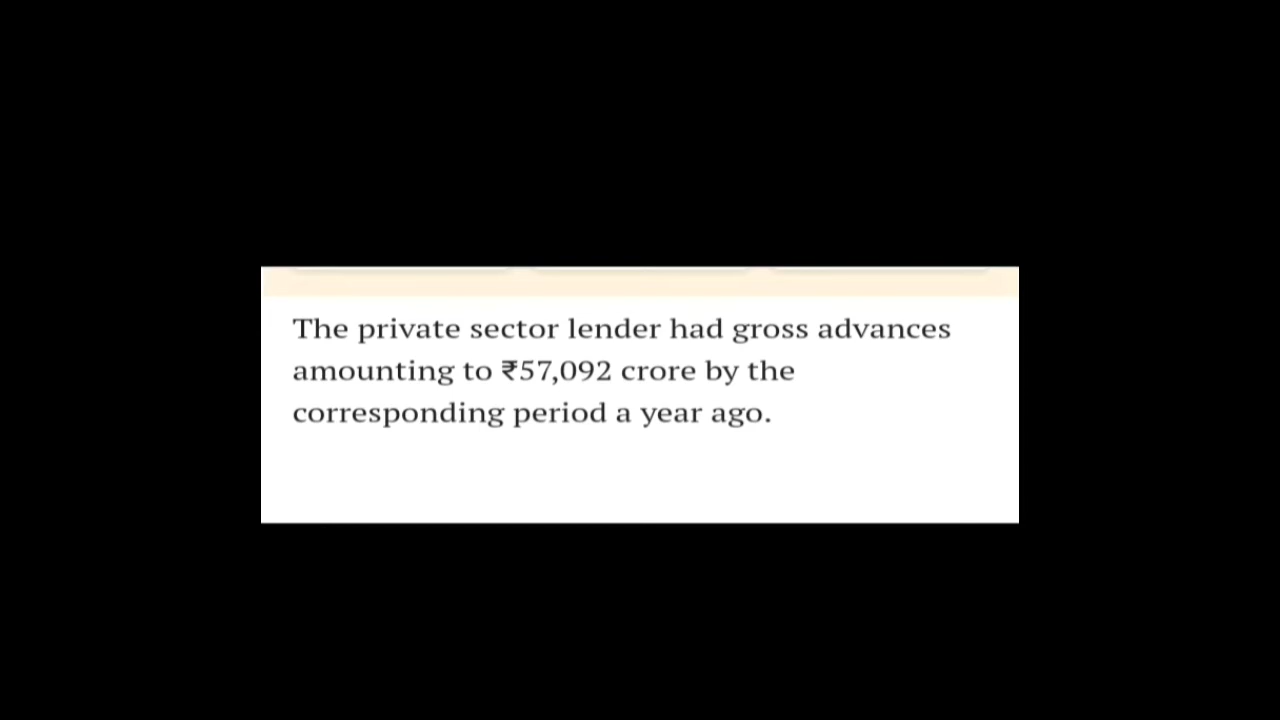 The private sector lender had gross advances
amounting to ₹57,092 crore by the
corresponding period a year ago.